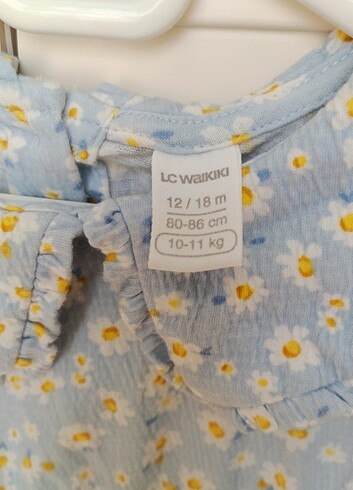 LC WAIKIKI
12 / 18 m
80-86 cm
10-11 kg